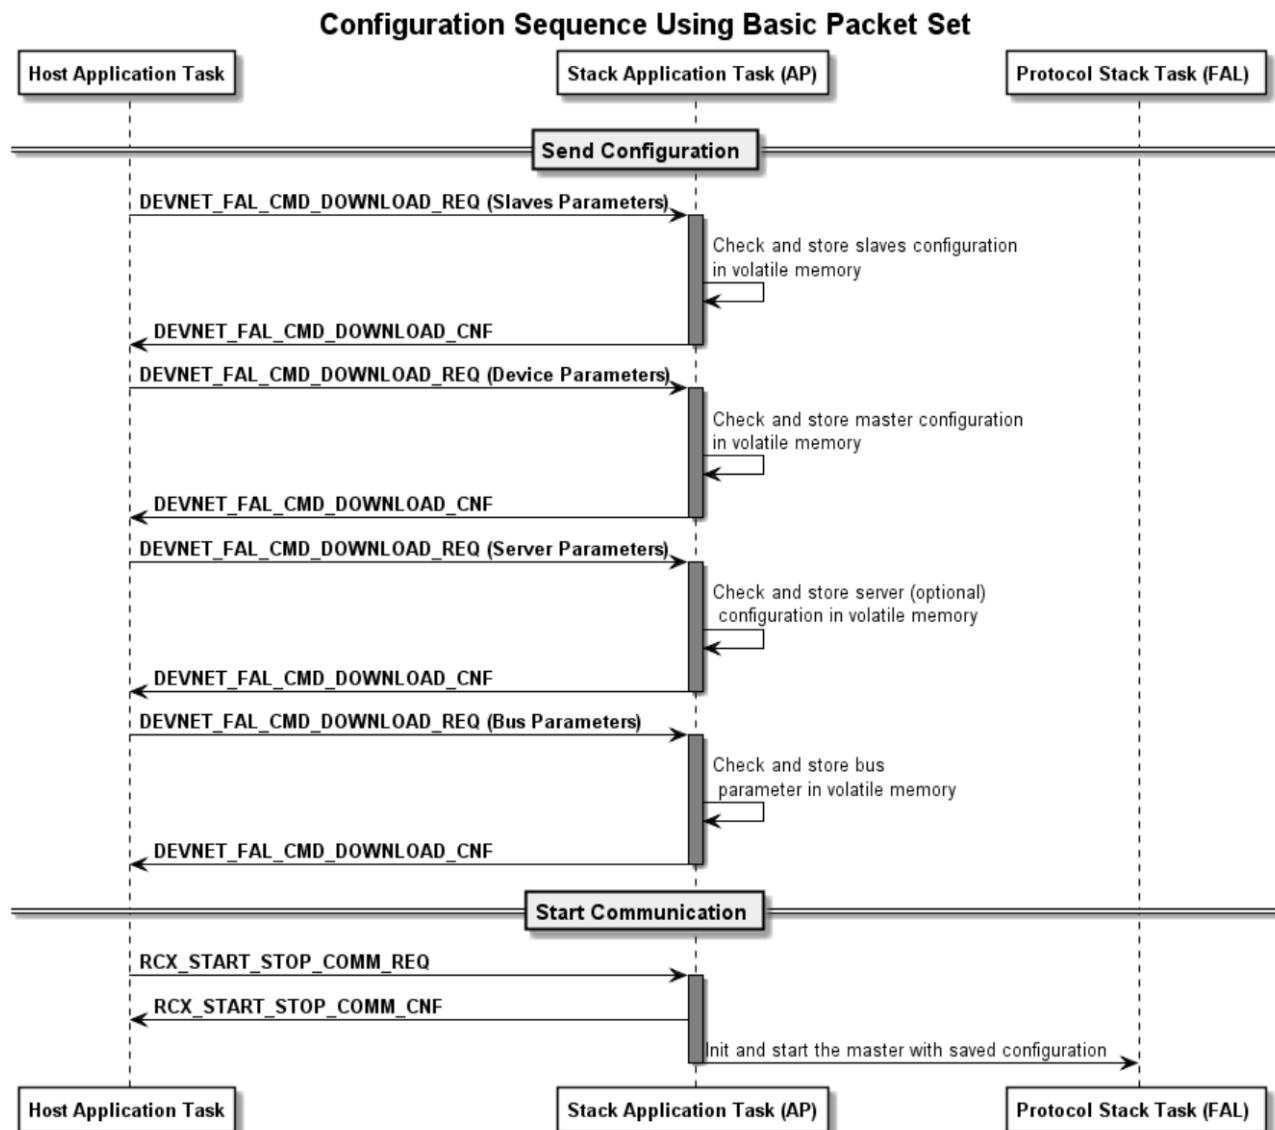 Configuration Sequence Using Basic Packet Set
Host Application Task
Stack Application Task (AP)
Protocol Stack Task (FAL)
Send Configuration
DEVNET_FAL_CMD_DOWNLOAD_REQ (Slaves Parameters)
Check and store slaves configuration
in volatile memory
DEVNET_FAL_CMD_DOWNLOAD_CNF
DEVNET_FAL_CMD_DOWNLOAD_REQ (Device Parameters)
Check and store master configuration
in volatile memory
DEVNET_FAL_CMD_DOWNLOAD_CNF
DEVNET_FAL_CMD_DOWNLOAD_REQ (Server Parameters)
Check and store server (optional)
configuration in volatile memory
DEVNET_FAL_CMD_DOWNLOAD_CNF
DEVNET_FAL_CMD_DOWNLOAD_REQ (Bus Parameters)
Check and store bus
parameter in volatile memory
DEVNET_FAL_CMD_DOWNLOAD_CNF
Start Communication
RCX_START_STOP_COMM_REQ
RCX_START_STOP_COMM_CNF
Init and start the master with saved configuration
Host Application Task
Stack Application Task (AP)
Protocol Stack Task (FAL)